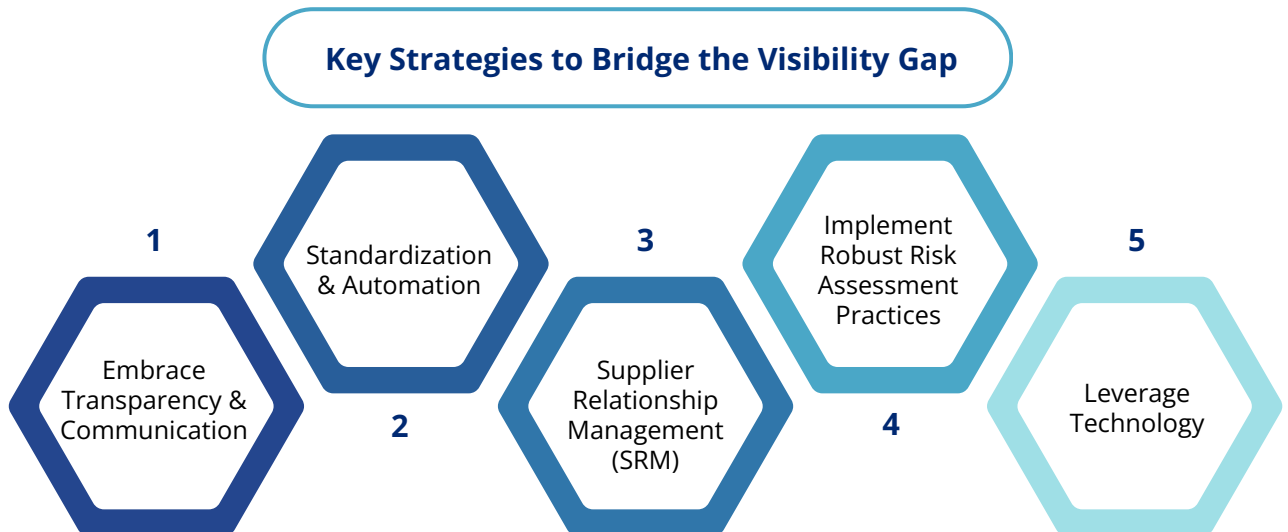 Key Strategies to Bridge the Visibility Gap
1
Embrace
Transparency &
Communication
Standardization
& Automation
2
3
Supplier
Relationship
Management
(SRM)
Implement
Robust Risk
Assessment
Practices
4
5
Leverage
Technology